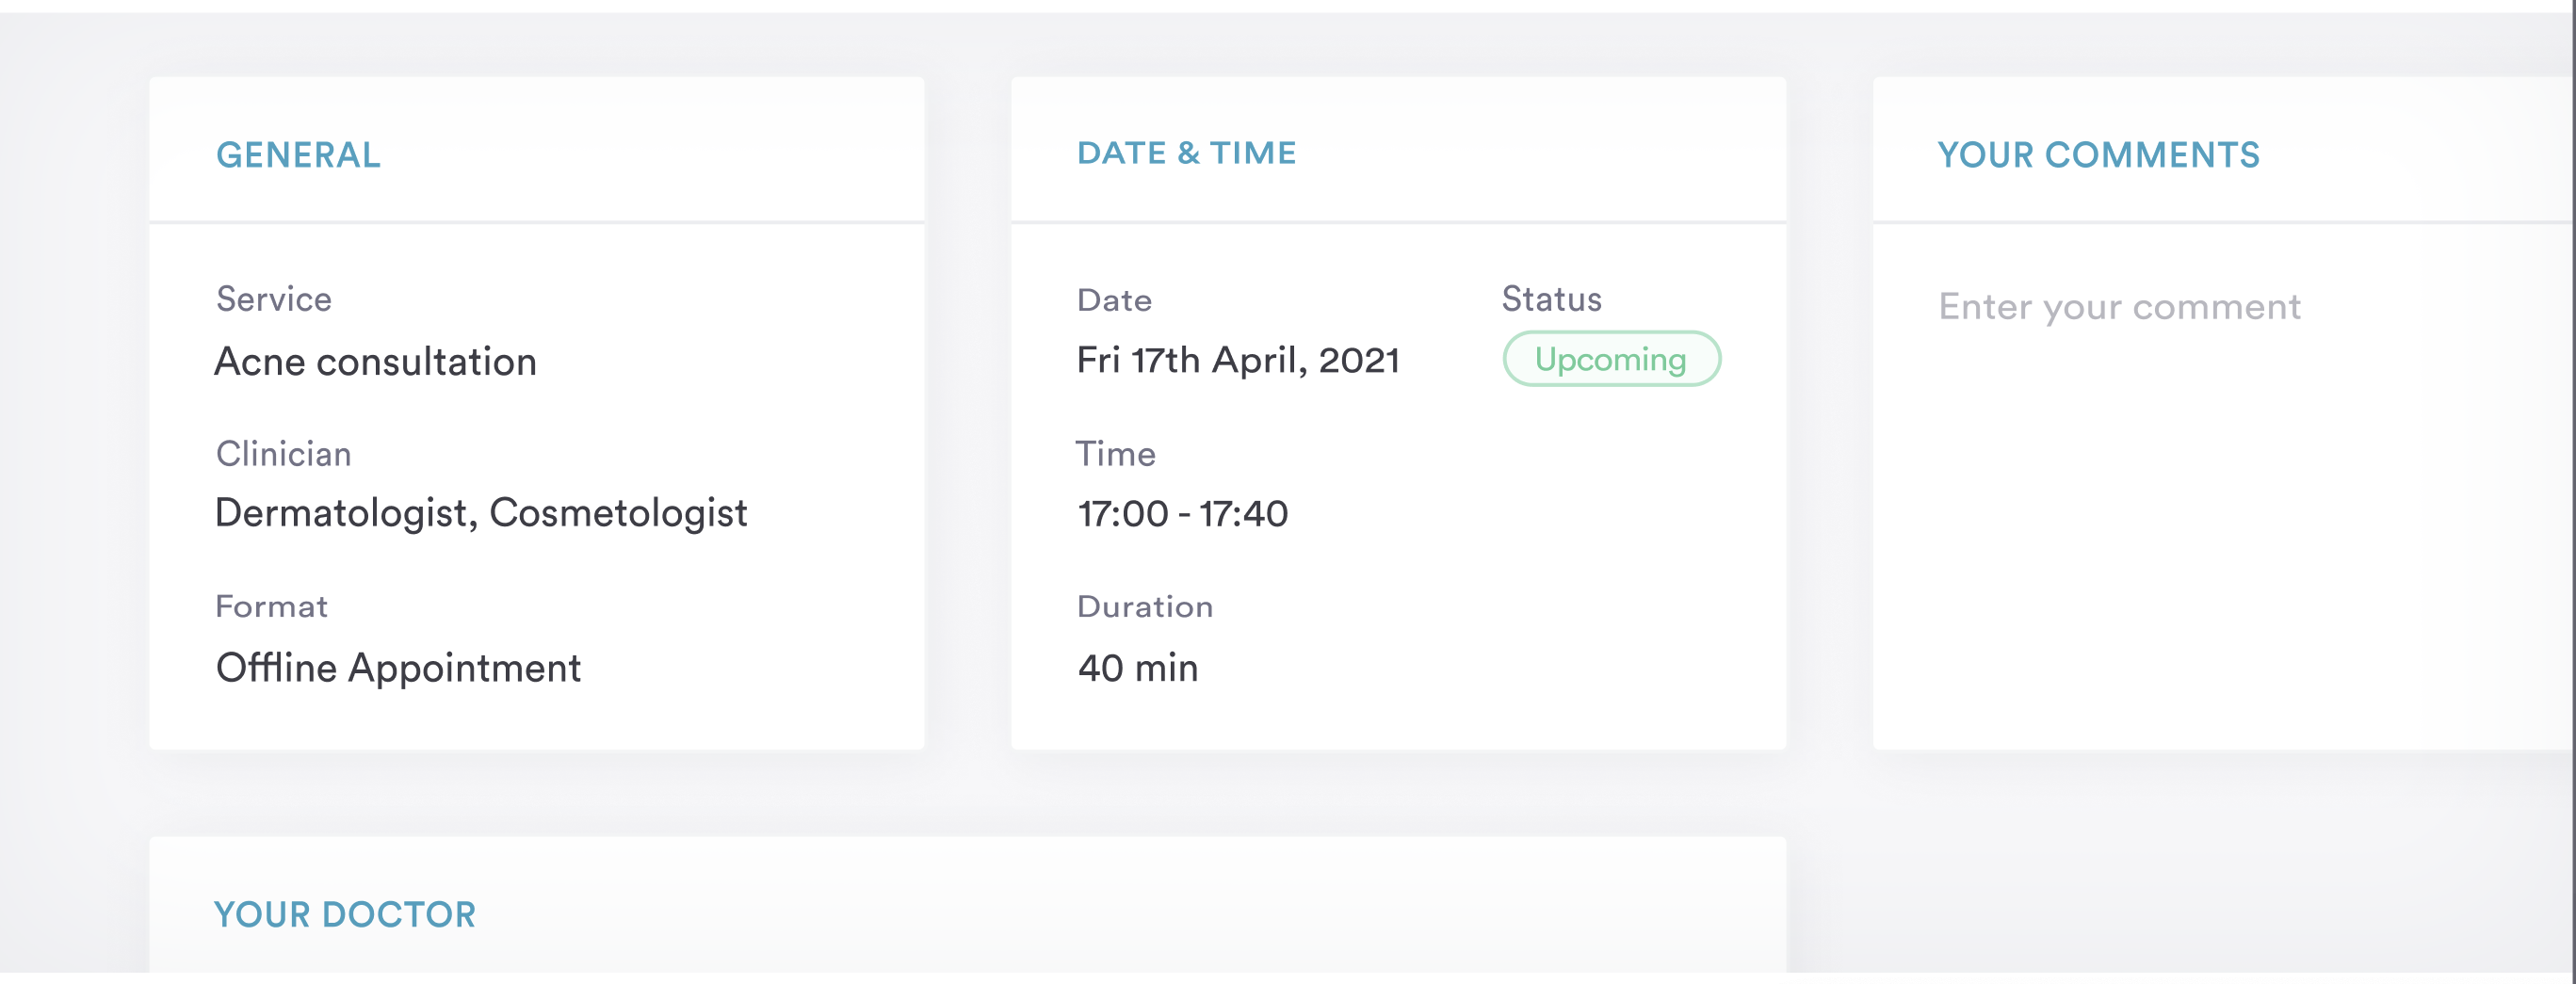 GENERAL
Service
Acne consultation
Clinician
Dermatologist, Cosmetologist
Format
Offline Appointment
DATE & TIME
Date
Fri 17th April, 2021
Status
Upcoming
Time
17:00 - 17:40
Duration
40 min
YOUR COMMENTS
Enter your comment
YOUR DOCTOR